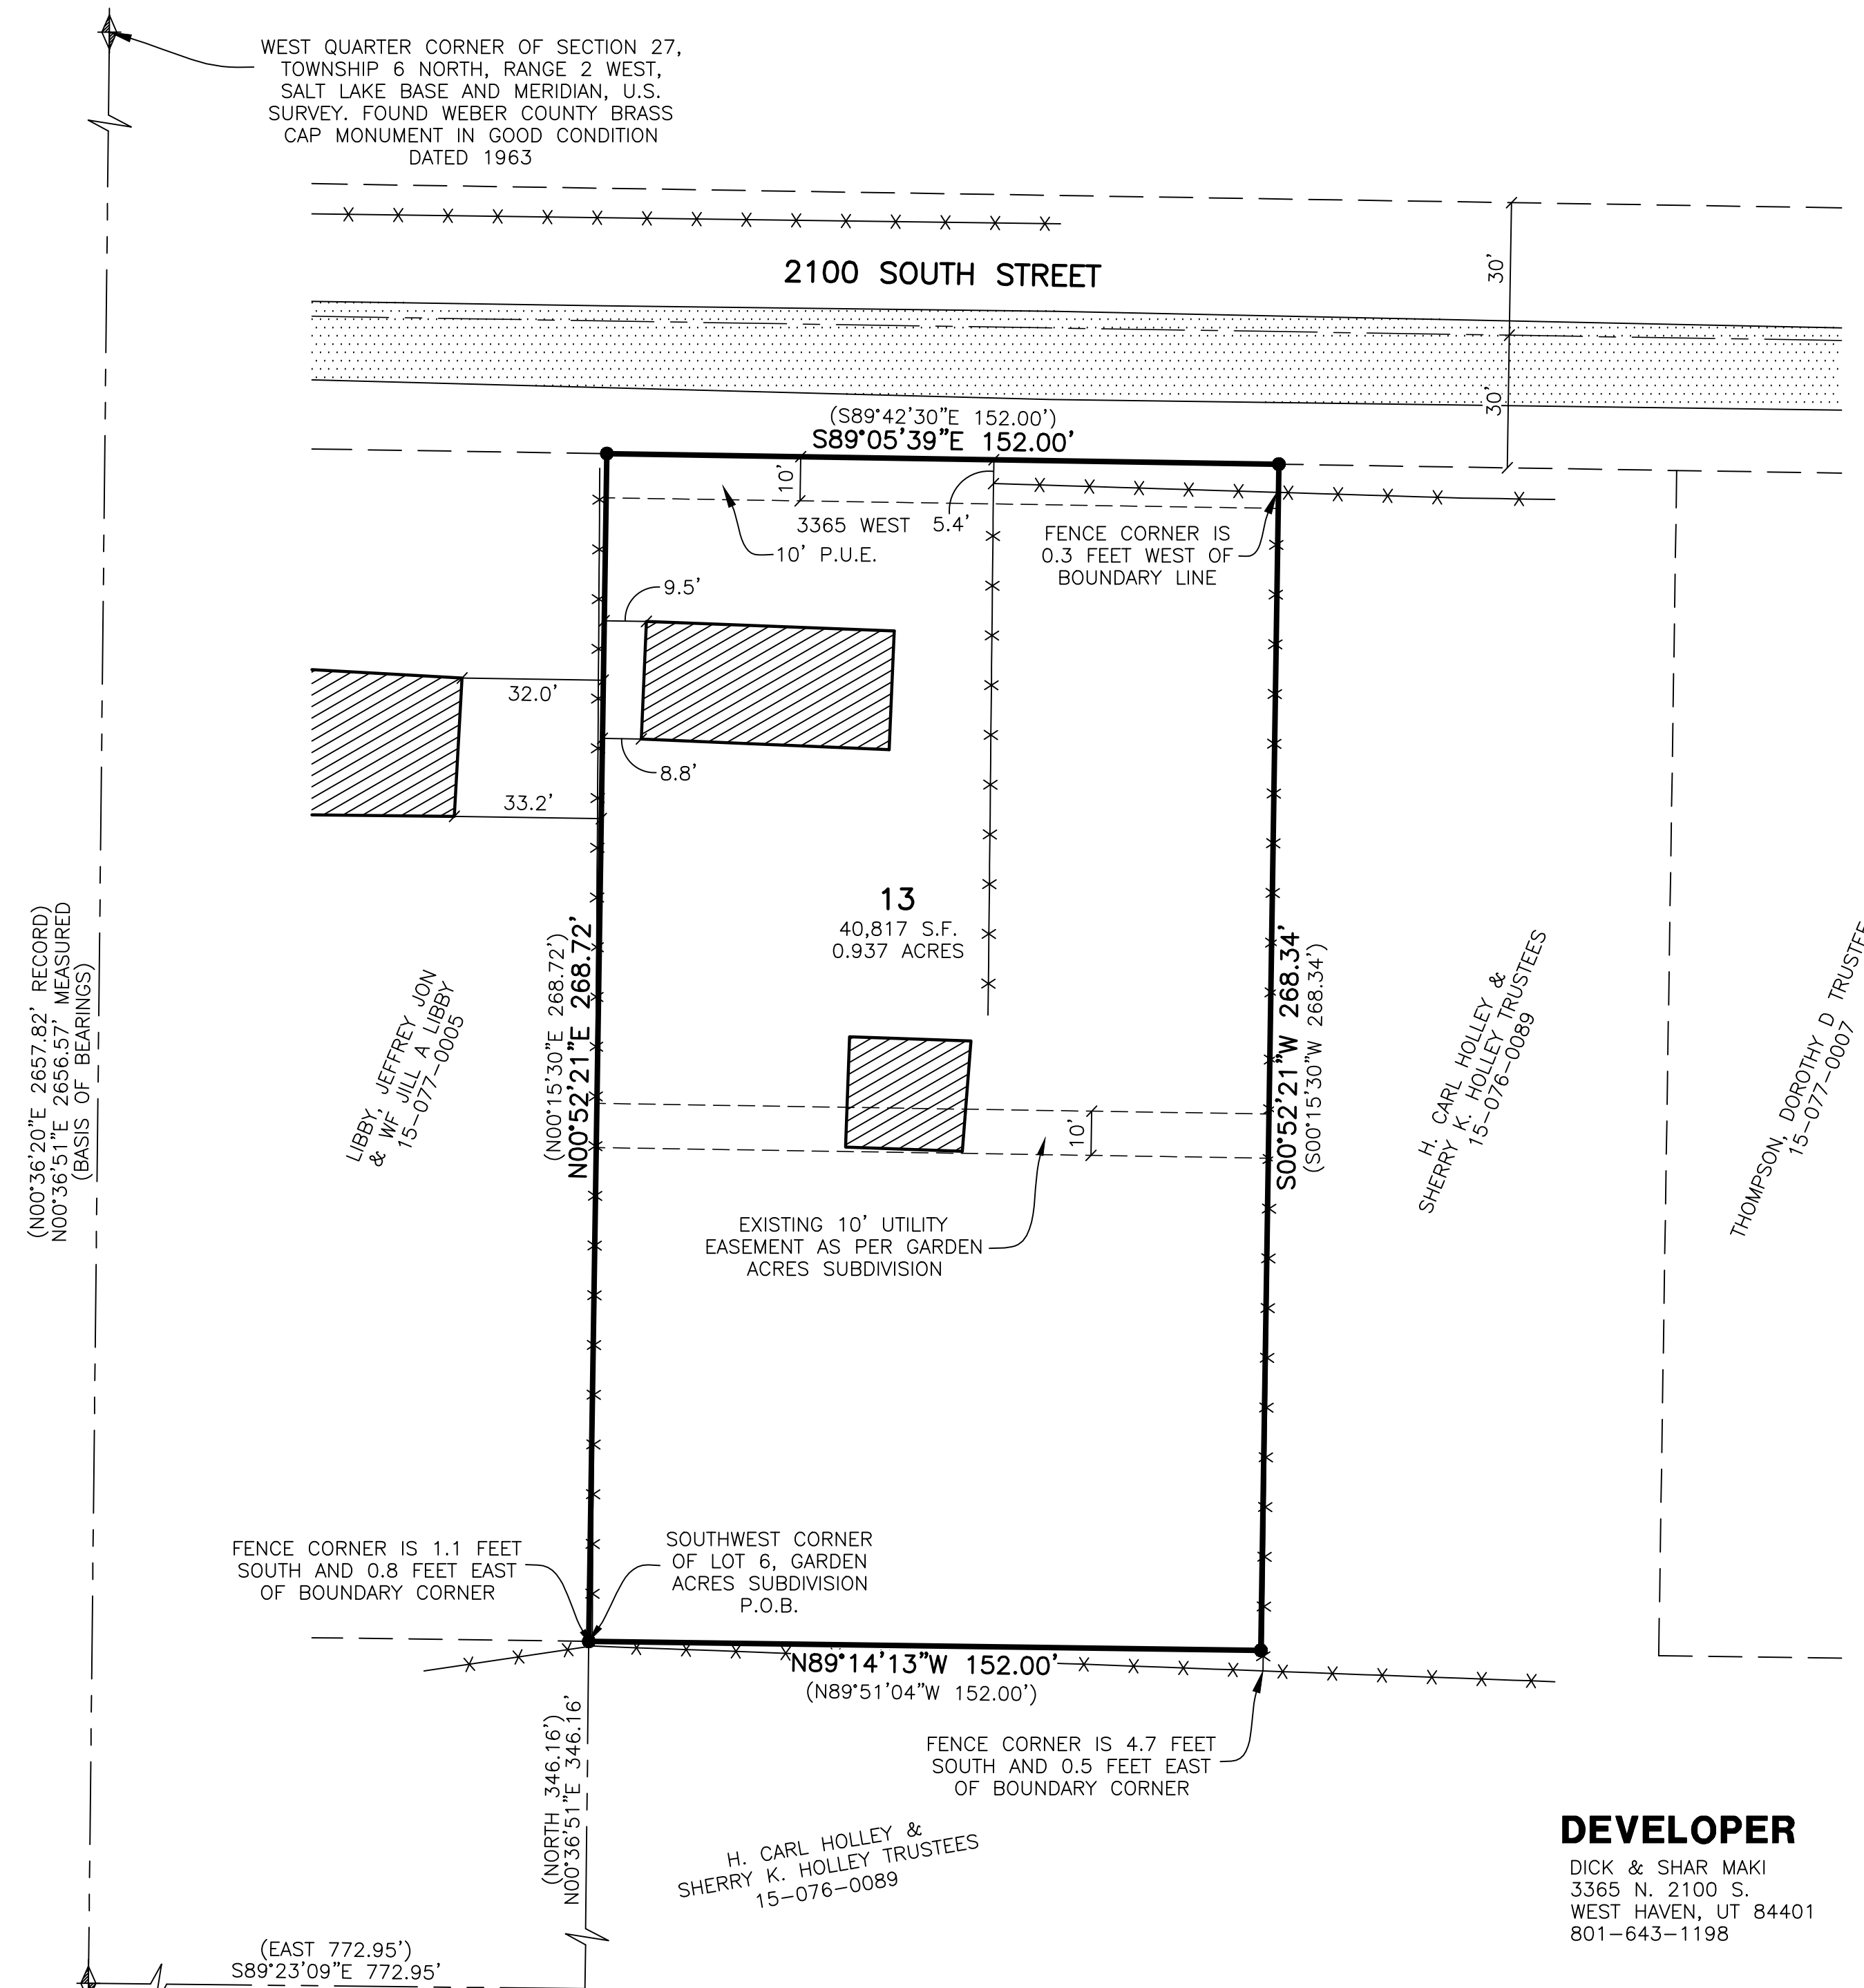 WEST QUARTER CORNER OF SECTION 27,
TOWNSHIP 6 NORTH, RANGE 2 WEST,
SALT LAKE BASE AND MERIDIAN, U.S.
SURVEY. FOUND WEBER COUNTY BRASS
CAP MONUMENT IN GOOD CONDITION
DATED 1963
2100 SOUTH STREET
30'
30'
(S89°42'30"E 152.00')
S89°05'39"E 152.00'
10'
3365 WEST
5.4'
10' P.U.E.
FENCE CORNER IS
0.3 FEET WEST OF
BOUNDARY LINE
9.5'
32.0'
8.8'
33.2'
13
40,817 S.F.
0.937 ACRES
(N00°36'20"E 2657.82' RECORD)
N00°36'51"E 2656.57' MEASURED
(BASIS OF BEARINGS)
LIBBY, JEFFREY JON
& WF JILL A LIBBY
15-077-0005
(N00°15'30"E 268.72')
N00°52'21"E 268.72'
S00°52'21"W 268.34'
(S00°15'30"W 268.34')
H. CARL HOLLEY &
SHERRY K. HOLLEY TRUSTEES
15-076-0089
THOMPSON, DOROTHY D TRUSTEE
15-077-0007
10'
EXISTING 10' UTILITY
EASEMENT AS PER GARDEN
ACRES SUBDIVISION
FENCE CORNER IS 1.1 FEET
SOUTH AND 0.8 FEET EAST
OF BOUNDARY CORNER
SOUTHWEST CORNER
OF LOT 6, GARDEN
ACRES SUBDIVISION
P.O.B.
N89°14'13"W 152.00'
(N89°51'04"W 152.00')
(NORTH 346.16')
N00°36'51"E 346.16'
FENCE CORNER IS 4.7 FEET
SOUTH AND 0.5 FEET EAST
OF BOUNDARY CORNER
H. CARL HOLLEY &
SHERRY K. HOLLEY TRUSTEES
15-076-0089
DEVELOPER
DICK & SHAR MAKI
3365 N. 2100 S.
WEST HAVEN, UT 84401
801-643-1198
(EAST 772.95')
S89°23'09"E 772.95'